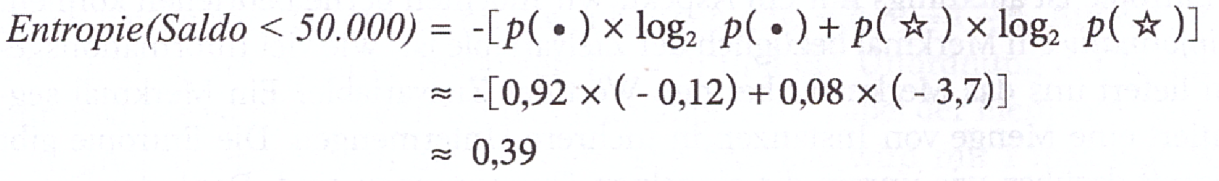 Entropie(Saldo < 50.000) = -[p( • ) × log₂ p( • ) + p( ☆ ) × log₂ p( ☆ )]
≈ -[0,92 × ( - 0,12) + 0,08 × ( - 3,7)]
≈ 0,39